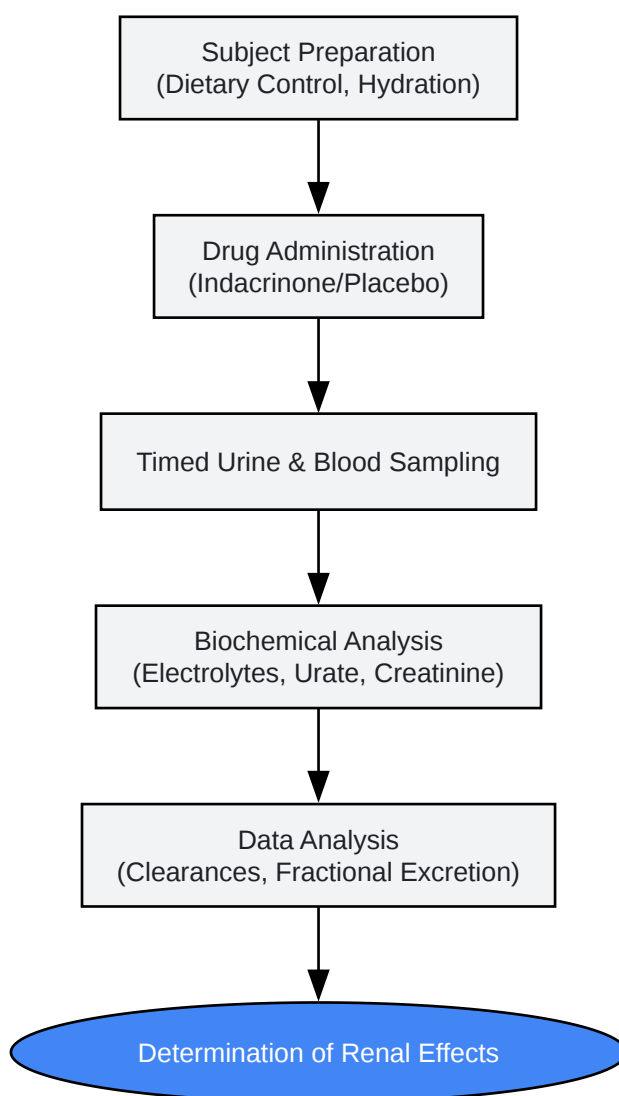 Subject Preparation
(Dietary Control, Hydration)
Drug Administration
(Indacrinone/Placebo)
Timed Urine & Blood Sampling
Biochemical Analysis
(Electrolytes, Urate, Creatinine)
Data Analysis
(Clearances, Fractional Excretion)
Determination of Renal Effects